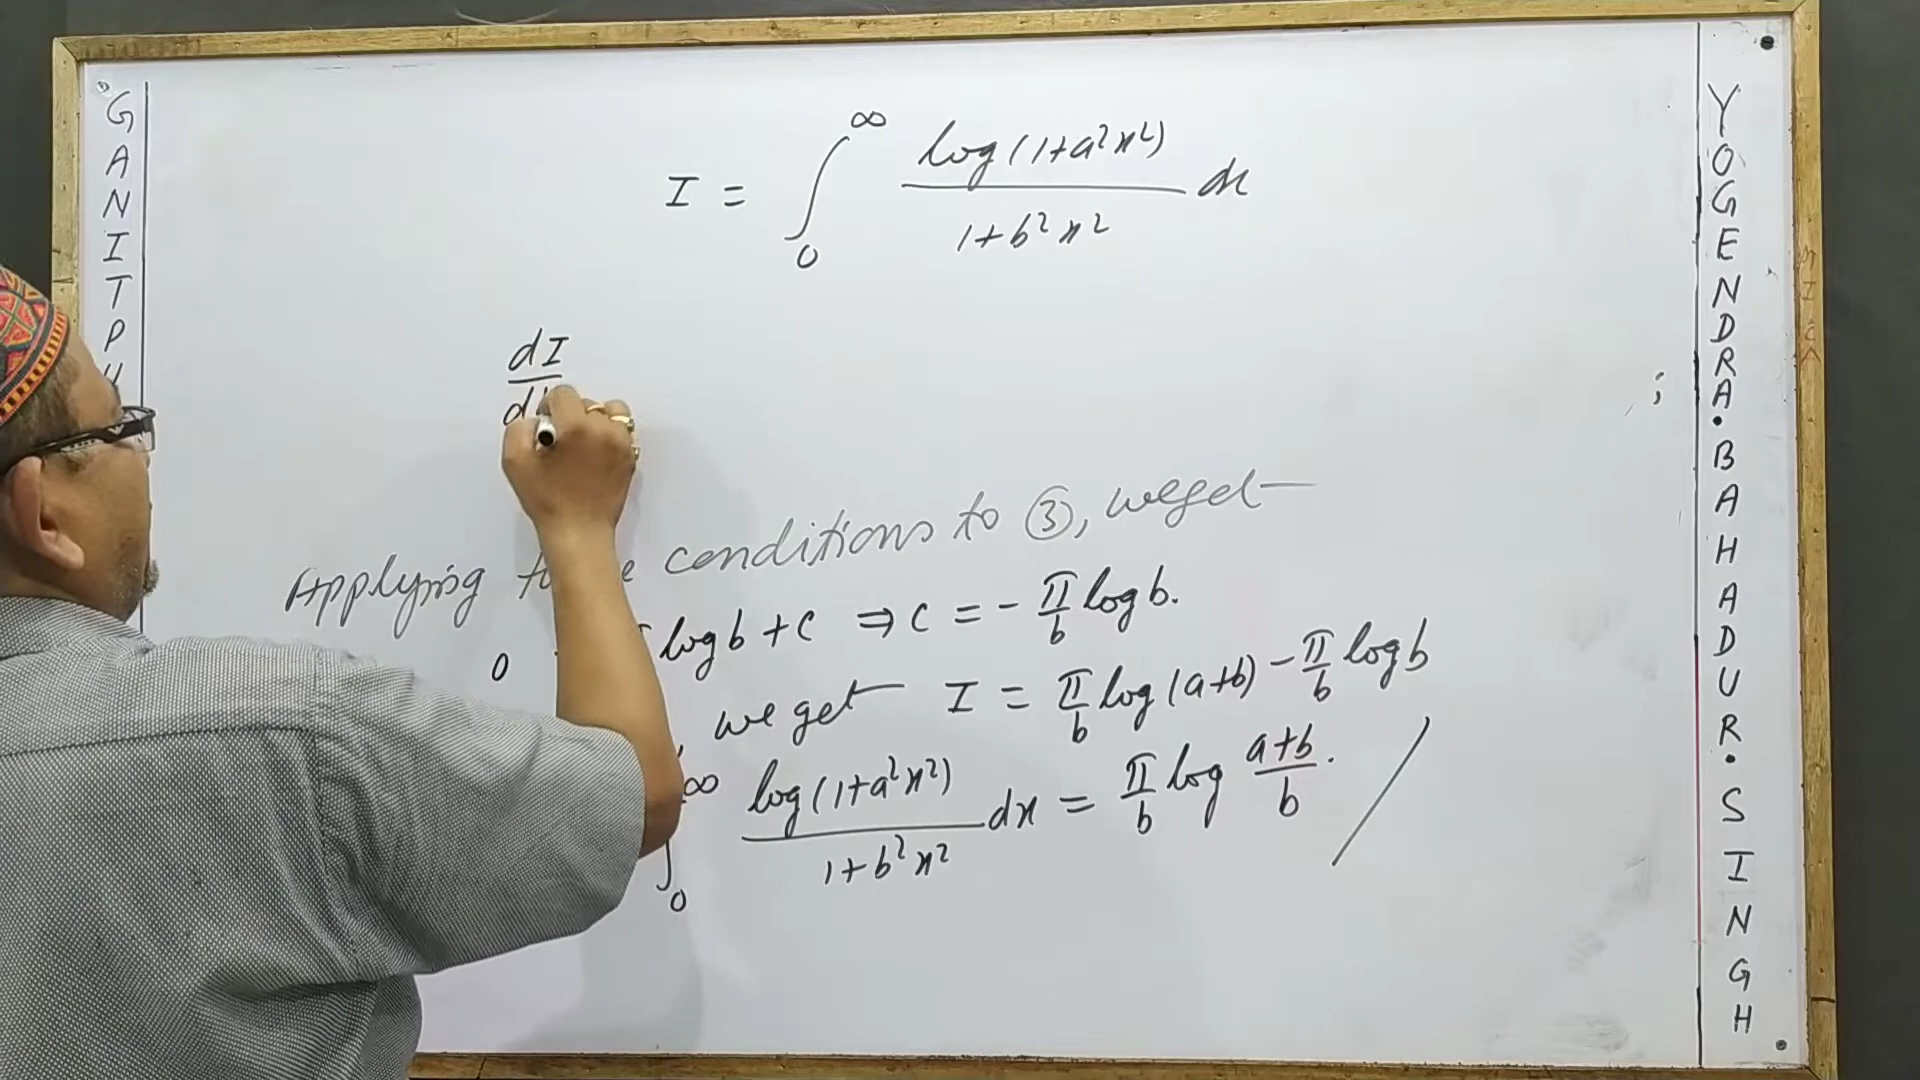 GANITPU
I = ∫₀^∞ log(1+a²x²)/(1+b²x²) dx
dI/d
Applying conditions to ③, we get
0 log b + c ⇒ c = - π/b log b.
we get I = π/b log(a+b) - π/b log b
∫₀^∞ log(1+a²x²)/(1+b²x²) dx = π/b log (a+b)/b.
YOGENDRA • BAHADUR • SINGH